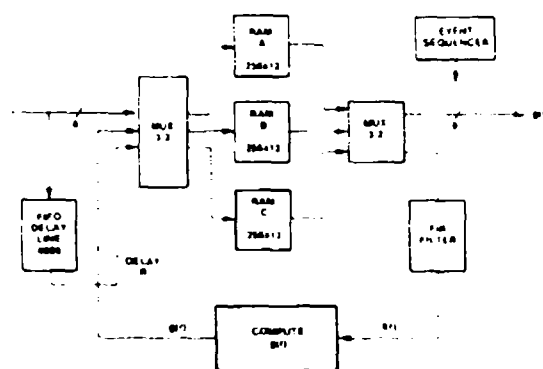 RAM
A
256x12
EVENT
SEQUENCER
MUX
3:2
RAM
B
256x12
MUX
3:2
RAM
C
256x12
FIFO
DELAY
LINE
DELAY
R
FIR
FILTER
g(r)
COMPUTE
g(r)